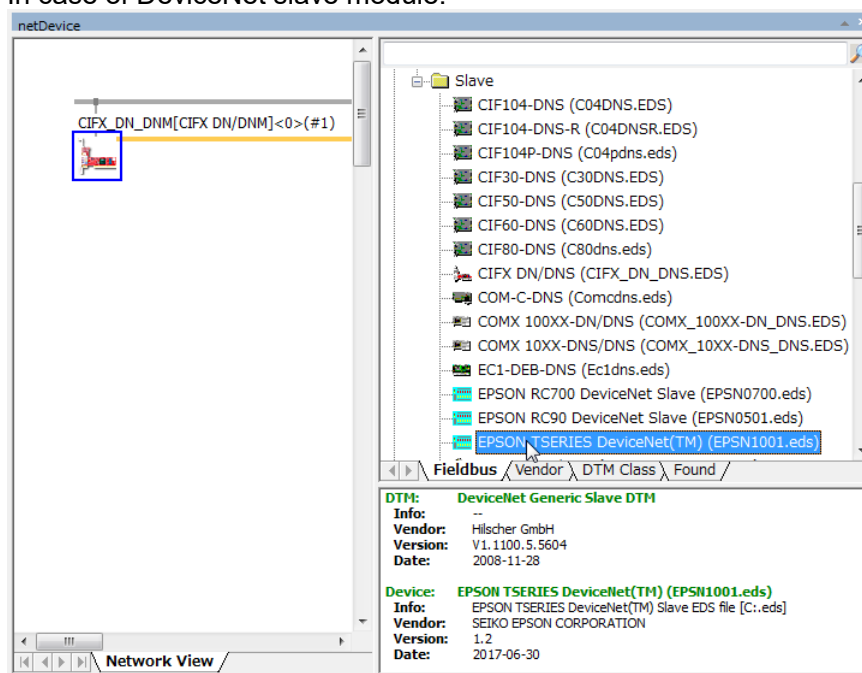 In case of DeviceNet slave module:
netDevice
CIFX_DN_DNM[CIFX DN/DNM]<0>(#1)
Network View
Slave
CIF104-DNS (C04DNS.EDS)
CIF104-DNS-R (C04DNSR.EDS)
CIF104P-DNS (C04pdns.eds)
CIF30-DNS (C30DNS.EDS)
CIF50-DNS (C50DNS.EDS)
CIF60-DNS (C60DNS.EDS)
CIF80-DNS (C80dns.eds)
CIFX DN/DNS (CIFX_DN_DNS.EDS)
COM-C-DNS (Comcdns.eds)
COMX 100XX-DN/DNS (COMX_100XX-DN_DNS.EDS)
COMX 10XX-DNS/DNS (COMX_10XX-DNS_DNS.EDS)
EC1-DEB-DNS (Ec1dns.eds)
EPSON RC700 DeviceNet Slave (EPSN0700.eds)
EPSON RC90 DeviceNet Slave (EPSN0501.eds)
EPSON TSERIES DeviceNet(TM) (EPSN1001.eds)
Fieldbus Vendor DTM Class Found
DTM: DeviceNet Generic Slave DTM
Info: --
Vendor: Hilscher GmbH
Version: V1.1100.5.5604
Date: 2008-11-28
Device: EPSON TSERIES DeviceNet(TM) (EPSN1001.eds)
Info: EPSON TSERIES DeviceNet(TM) Slave EDS file [C:.eds]
Vendor: SEIKO EPSON CORPORATION
Version: 1.2
Date: 2017-06-30